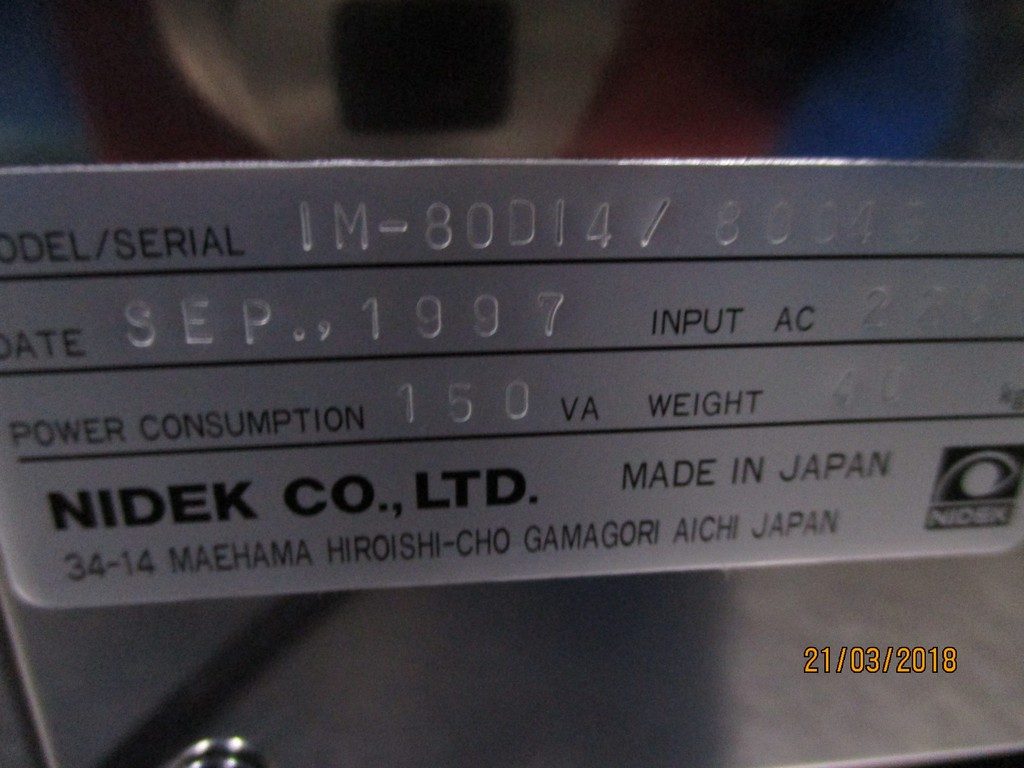 ODEL/SERIAL IM-80D14/
DATE SEP.,1997 INPUT AC
POWER CONSUMPTION 150 VA WEIGHT kg
NIDEK CO.,LTD. MADE IN JAPAN
34-14 MAEHAMA HIROISHI-CHO GAMAGORI AICHI JAPAN
NIDEK
21/03/2018